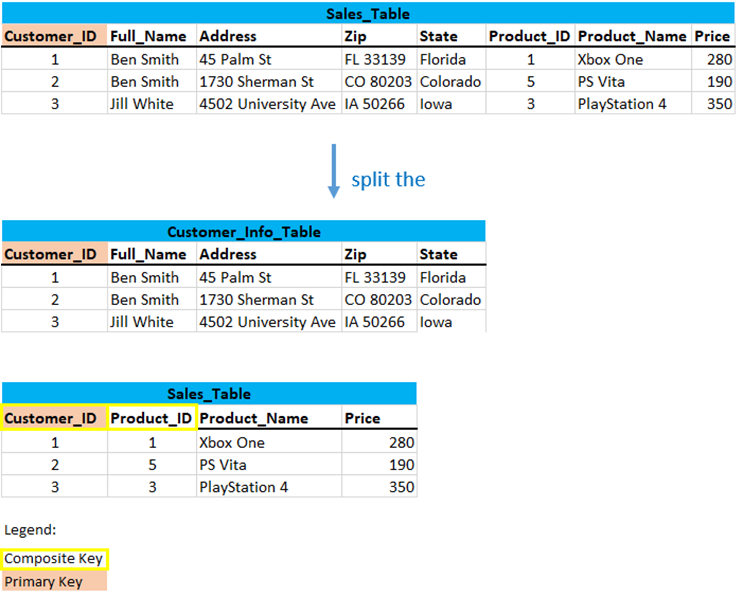 Sales_Table
Customer_ID Full_Name Address Zip State Product_ID Product_Name Price
1 Ben Smith 45 Palm St FL 33139 Florida 1 Xbox One 280
2 Ben Smith 1730 Sherman St CO 80203 Colorado 5 PS Vita 190
3 Jill White 4502 University Ave IA 50266 Iowa 3 PlayStation 4 350
split the
Customer_Info_Table
Customer_ID Full_Name Address Zip State
1 Ben Smith 45 Palm St FL 33139 Florida
2 Ben Smith 1730 Sherman St CO 80203 Colorado
3 Jill White 4502 University Ave IA 50266 Iowa
Sales_Table
Customer_ID Product_ID Product_Name Price
1 1 Xbox One 280
2 5 PS Vita 190
3 3 PlayStation 4 350
Legend:
Composite Key
Primary Key